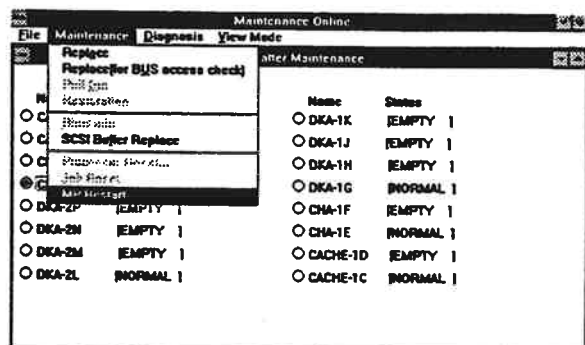 Maintenance Online
File Maintenance Diagnosis View Mode
after Maintenance
Replace
Replace(for BUS access check)
Restoration
SCSI Buffer Replace
Name Status
DKA-1K [EMPTY ]
DKA-1J [EMPTY ]
DKA-1H [EMPTY ]
DKA-1G [NORMAL ]
DKA-2P [EMPTY ] CHA-1F [EMPTY ]
DKA-2N [EMPTY ] CHA-1E [NORMAL ]
DKA-2M [EMPTY ] CACHE-1D [EMPTY ]
DKA-2L [NORMAL ] CACHE-1C [NORMAL ]